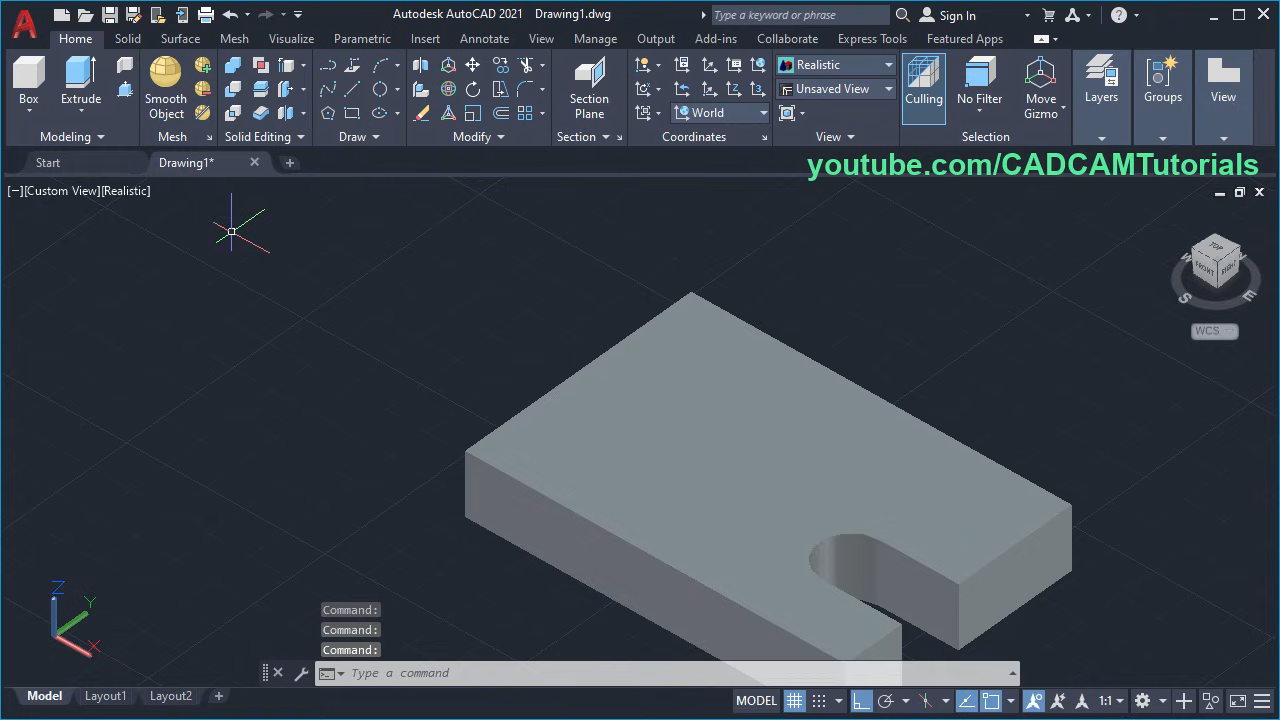 Autodesk AutoCAD 2021 Drawing1.dwg
Type a keyword or phrase
Sign In
Home Solid Surface Mesh Visualize Parametric Insert Annotate View Manage Output Add-ins Collaborate Express Tools Featured Apps
Box
Extrude
Smooth
Object
Section
Plane
Realistic
Unsaved View
World
Culling
No Filter
Move
Gizmo
Layers
Groups
View
Modeling Mesh Solid Editing Draw Modify Section Coordinates View Selection
Start
Drawing1*
youtube.com/CADCAMTutorials
[−][Custom View][Realistic]
TOP
FRONT
RIGHT
W
S
E
WCS
Z
Y
X
Command:
Command:
Command:
Type a command
Model Layout1 Layout2
MODEL
1:1